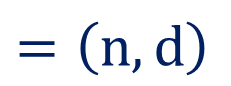 = (n, d)